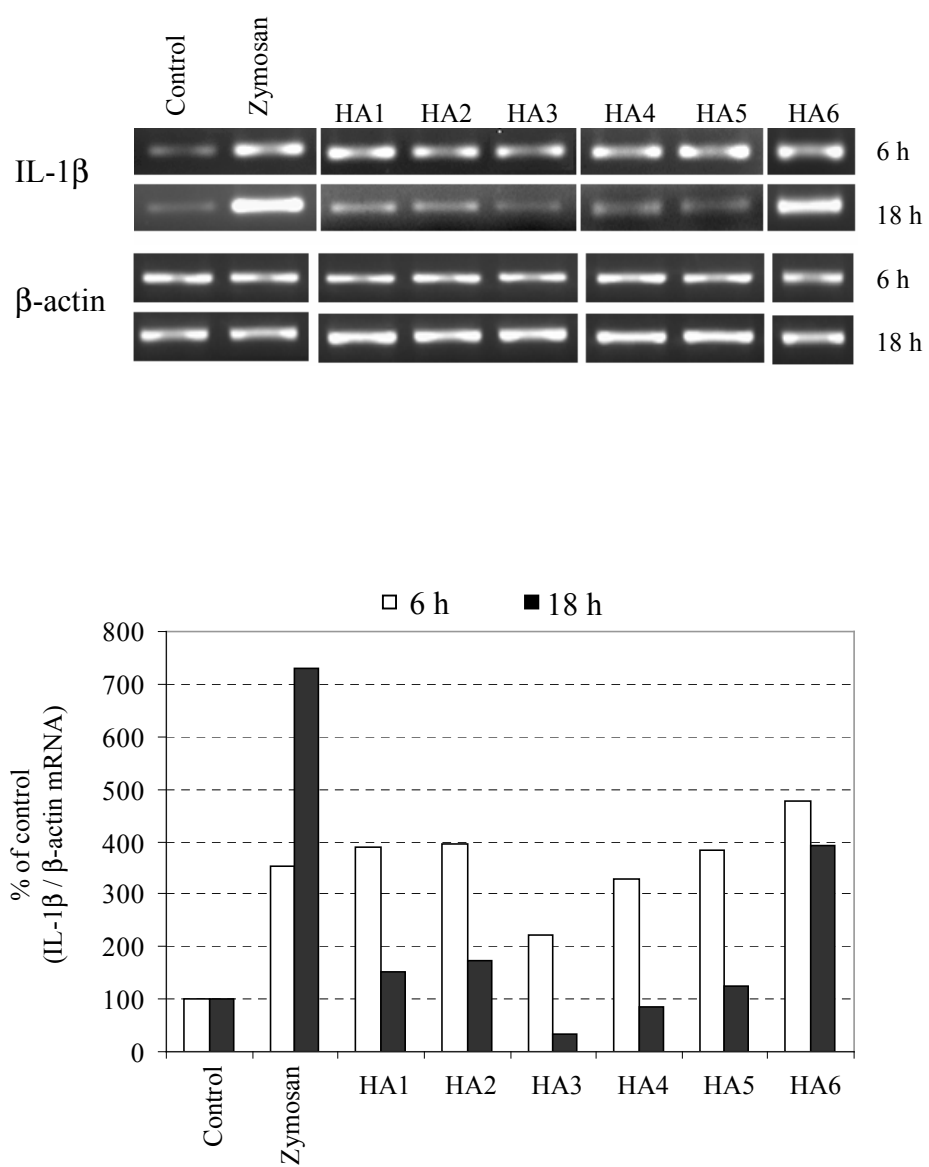 Control
Zymosan
HA1 HA2 HA3 HA4 HA5 HA6
IL-1β
6 h
18 h
β-actin
6 h
18 h
6 h 18 h
% of control
(IL-1β / β-actin mRNA)
800
700
600
500
400
300
200
100
0
Control
Zymosan
HA1 HA2 HA3 HA4 HA5 HA6